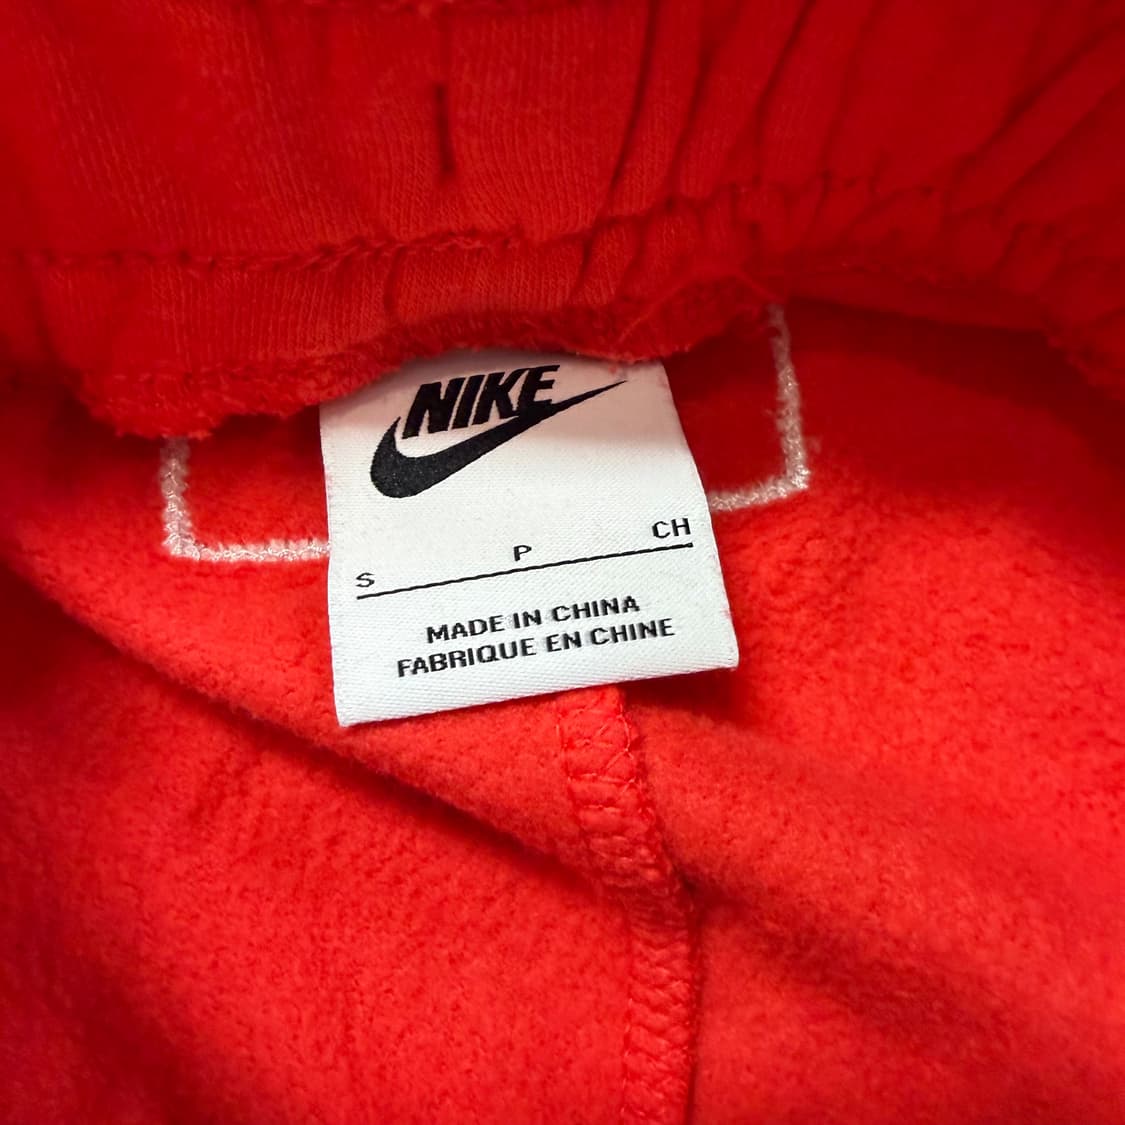 NIKE
S P CH
MADE IN CHINA
FABRIQUE EN CHINE